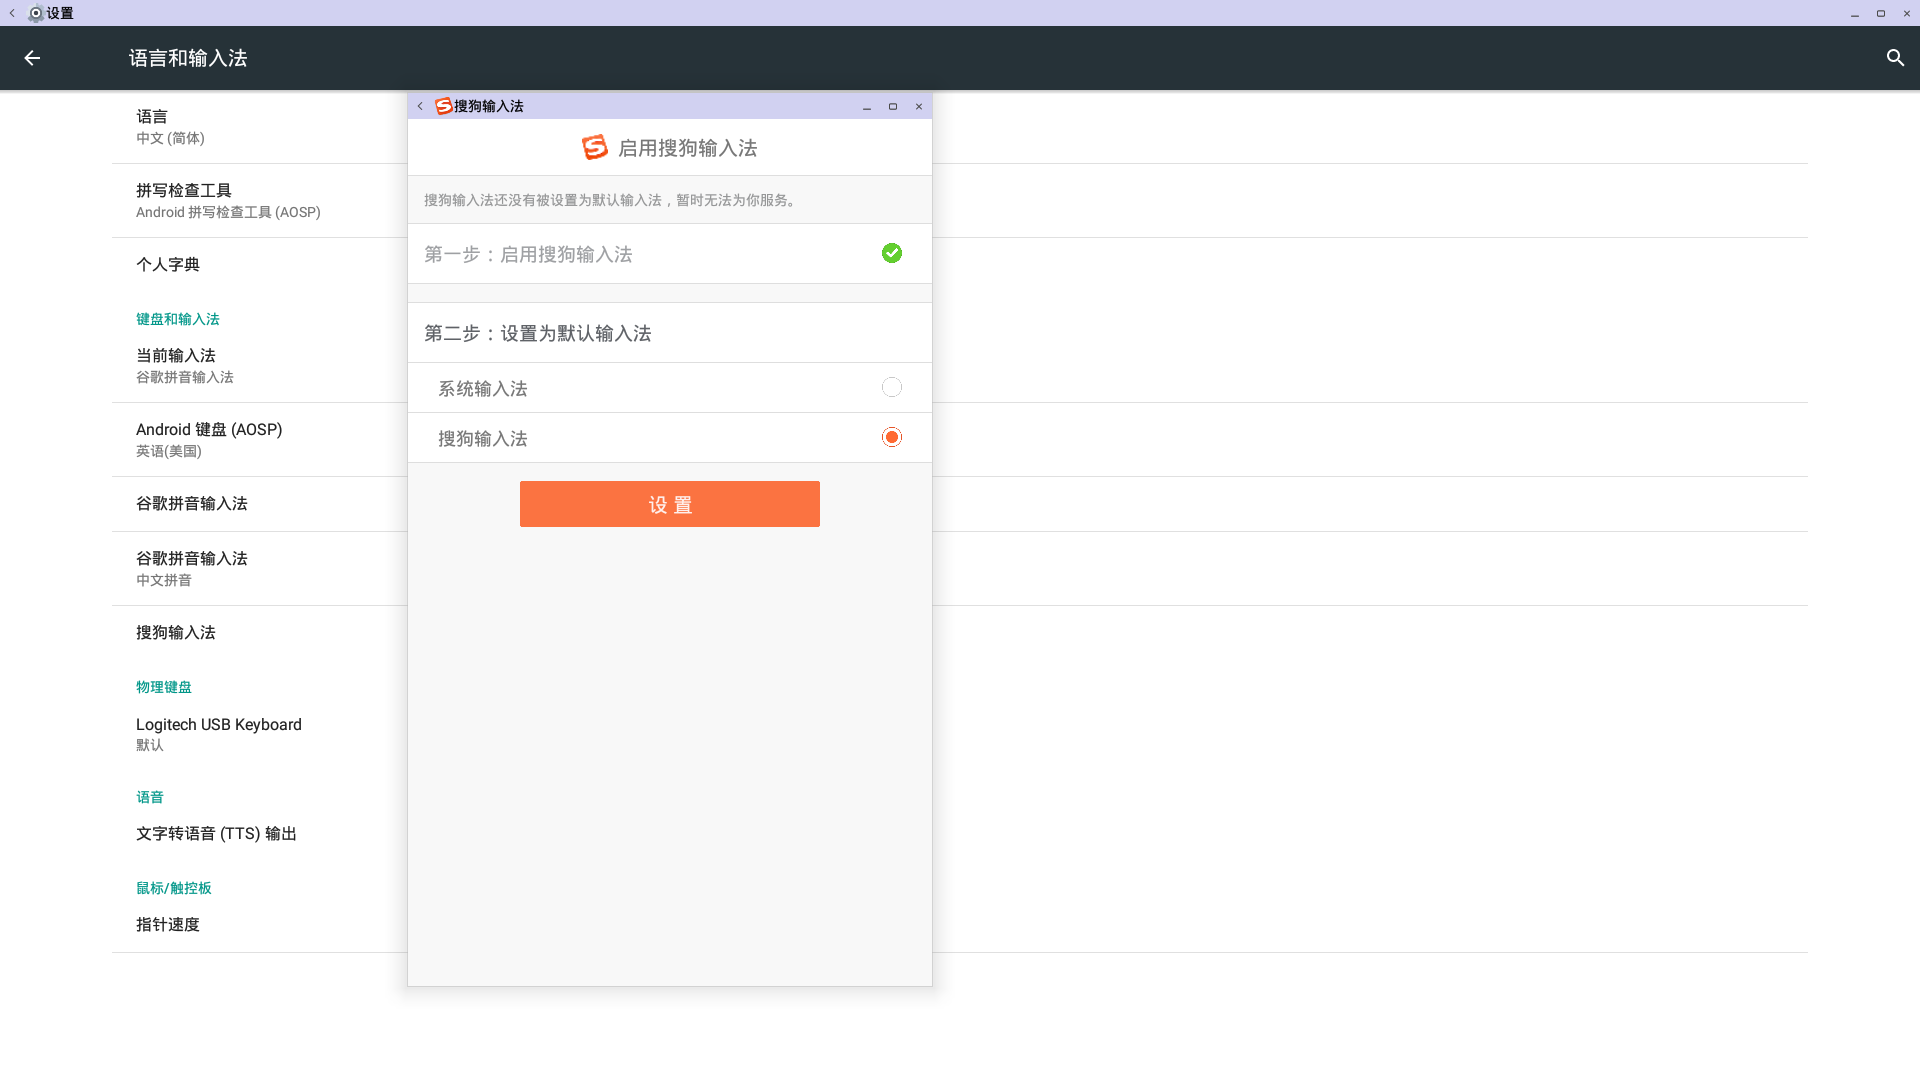 设置
语言和输入法
语言
中文 (简体)
拼写检查工具
Android 拼写检查工具 (AOSP)
个人字典
键盘和输入法
当前输入法
谷歌拼音输入法
Android 键盘 (AOSP)
英语(美国)
谷歌拼音输入法
谷歌拼音输入法
中文拼音
搜狗输入法
物理键盘
Logitech USB Keyboard
默认
语音
文字转语音 (TTS) 输出
鼠标/触控板
指针速度
搜狗输入法
启用搜狗输入法
搜狗输入法还没有被设置为默认输入法，暂时无法为你服务。
第一步：启用搜狗输入法
第二步：设置为默认输入法
系统输入法
搜狗输入法
设 置